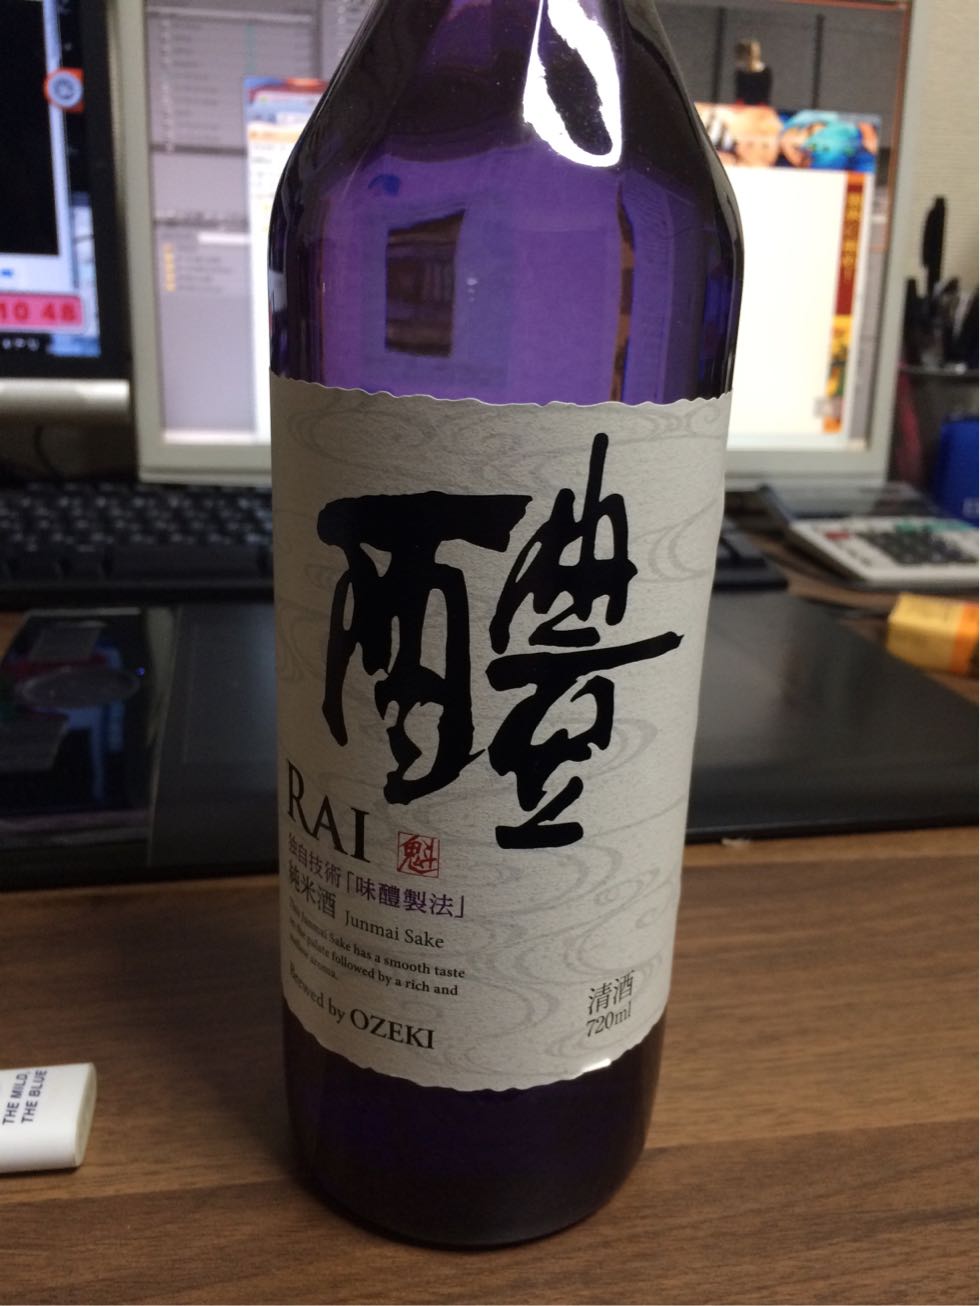 10 48
醴
RAI
魁
独自技術「味醴製法」
純米酒 Junmai Sake
This Junmai Sake has a smooth taste
on the palate followed by a rich and
mellow aroma.
Brewed by OZEKI
清酒
720ml
THE MILD,
THE BLUE